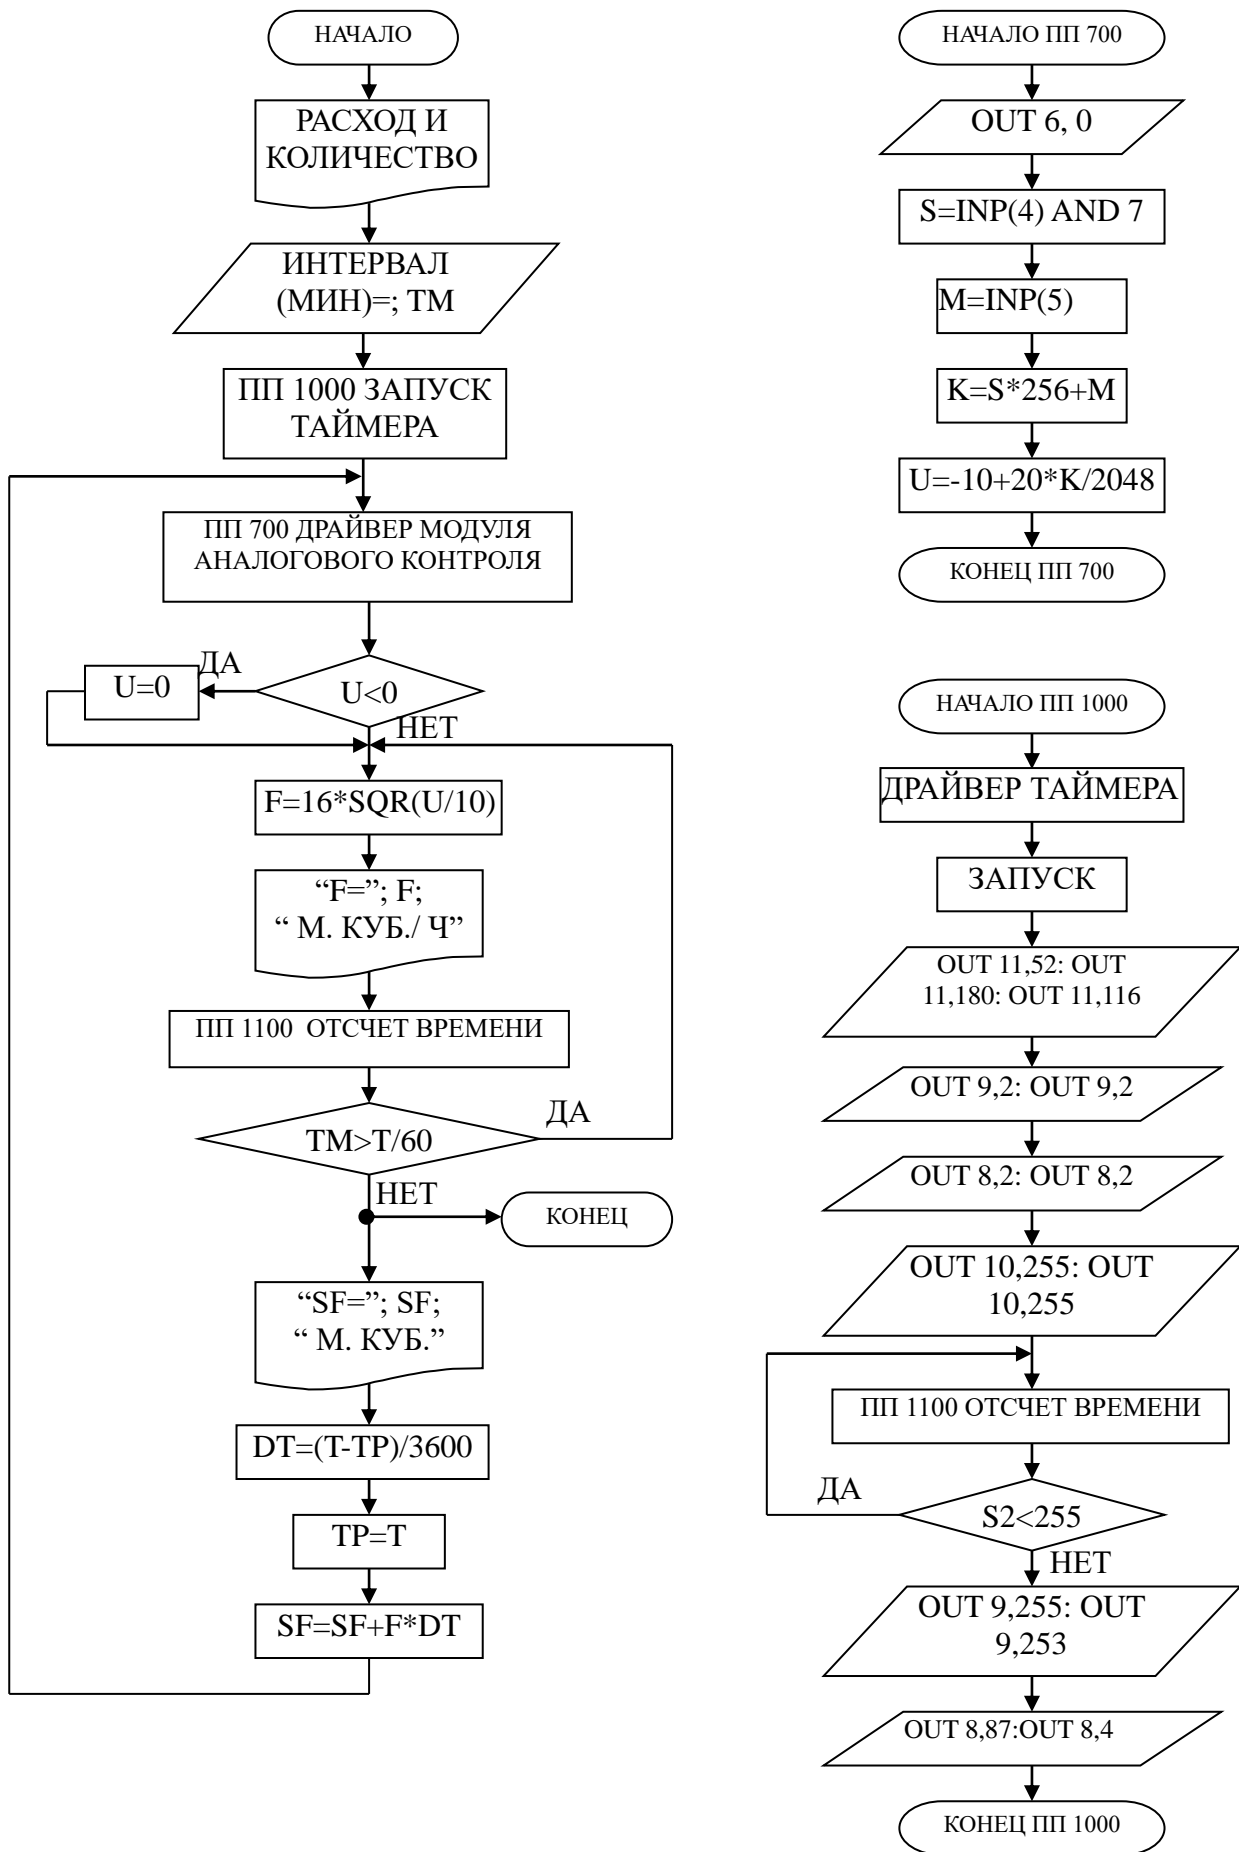 НАЧАЛО
РАСХОД И
КОЛИЧЕСТВО
ИНТЕРВАЛ
(МИН)=; ТМ
ПП 1000 ЗАПУСК
ТАЙМЕРА
ПП 700 ДРАЙВЕР МОДУЛЯ
АНАЛОГОВОГО КОНТРОЛЯ
U=0
ДА
U<0
НЕТ
F=16*SQR(U/10)
“F=”; F;
“ М. КУБ./ Ч”
ПП 1100 ОТСЧЕТ ВРЕМЕНИ
TM>T/60
ДА
НЕТ
КОНЕЦ
“SF=”; SF;
“ М. КУБ.”
DT=(T-TP)/3600
TP=T
SF=SF+F*DT
НАЧАЛО ПП 700
OUT 6, 0
S=INP(4) AND 7
M=INP(5)
K=S*256+M
U=-10+20*K/2048
КОНЕЦ ПП 700
НАЧАЛО ПП 1000
ДРАЙВЕР ТАЙМЕРА
ЗАПУСК
OUT 11,52: OUT
11,180: OUT 11,116
OUT 9,2: OUT 9,2
OUT 8,2: OUT 8,2
OUT 10,255: OUT
10,255
ПП 1100 ОТСЧЕТ ВРЕМЕНИ
ДА
S2<255
НЕТ
OUT 9,255: OUT
9,253
OUT 8,87:OUT 8,4
КОНЕЦ ПП 1000